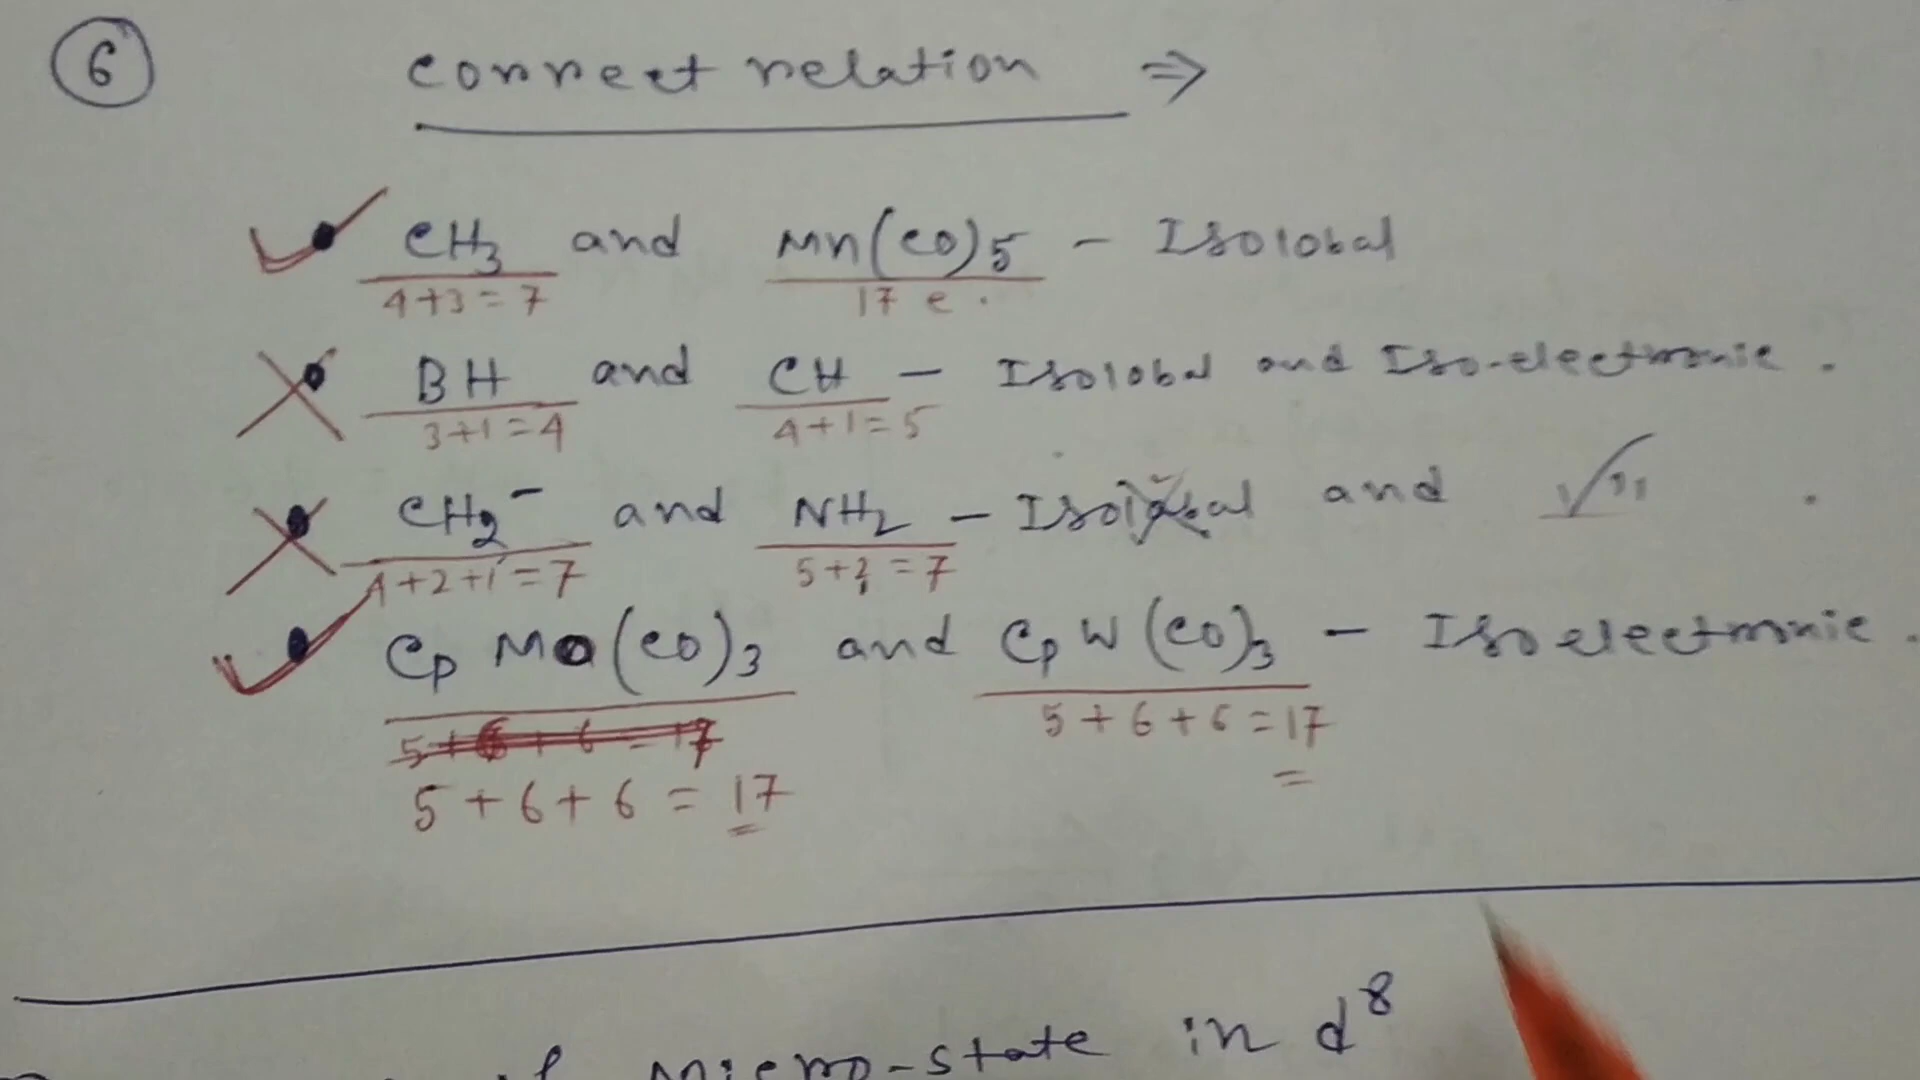 6 correct relation ⇒
CH₃ and Mn(CO)5 - Isolobal
4+3=7 17 e.
BH and CH - Isolobal and Iso-electronic.
3+1=4 4+1=5
CH₂⁻ and NH₂ - Isolobal and " .
4+2+1=7 5+2=7
Cp Mo(CO)₃ and Cp W(CO)₃ - Isoelectronic.
5+6+6=17 5+6+6=17
5+6+6=17
Micro-state in d⁸